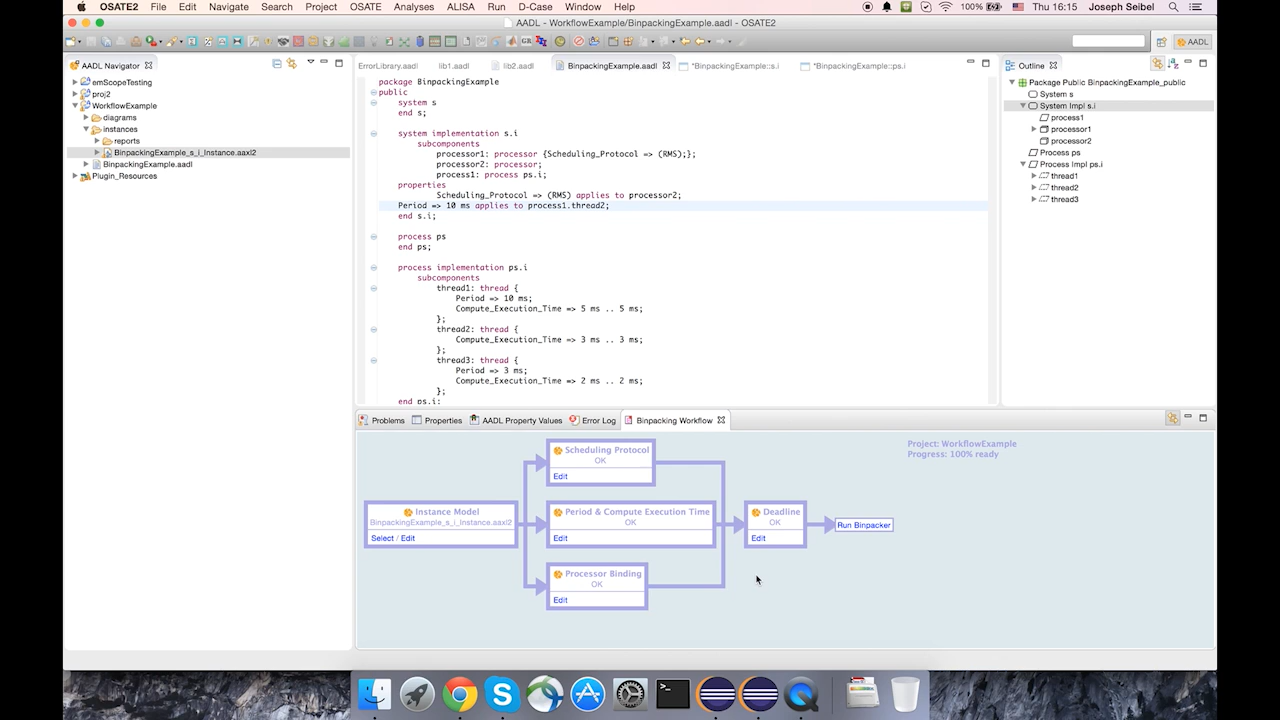 OSATE2 File Edit Navigate Search Project OSATE Analyses ALISA Run D-Case Window Help
100% Thu 16:15 Joseph Seibel
AADL - WorkflowExample/BinpackingExample.aadl - OSATE2
AADL
AADL Navigator
emScopeTesting
proj2
WorkflowExample
diagrams
instances
reports
BinpackingExample_s_i_Instance.aaxl2
BinpackingExample.aadl
Plugin_Resources
ErrorLibrary.aadl lib1.aadl lib2.aadl BinpackingExample.aadl *BinpackingExample::s.i *BinpackingExample::ps.i
package BinpackingExample
public
system s
end s;
system implementation s.i
subcomponents
processor1: processor {Scheduling_Protocol => (RMS);};
processor2: processor;
process1: process ps.i;
properties
Scheduling_Protocol => (RMS) applies to processor2;
Period => 10 ms applies to process1.thread2;
end s.i;
process ps
end ps;
process implementation ps.i
subcomponents
thread1: thread {
Period => 10 ms;
Compute_Execution_Time => 5 ms .. 5 ms;
};
thread2: thread {
Compute_Execution_Time => 3 ms .. 3 ms;
};
thread3: thread {
Period => 3 ms;
Compute_Execution_Time => 2 ms .. 2 ms;
};
end ps.i;
Outline
Package Public BinpackingExample_public
System s
System Impl s.i
process1
processor1
processor2
Process ps
Process Impl ps.i
thread1
thread2
thread3
Problems Properties AADL Property Values Error Log Binpacking Workflow
Project: WorkflowExample
Progress: 100% ready
Instance Model
BinpackingExample_s_i_Instance.aaxl2
Select / Edit
Scheduling Protocol
OK
Edit
Period & Compute Execution Time
OK
Edit
Processor Binding
OK
Edit
Deadline
OK
Edit
Run Binpacker